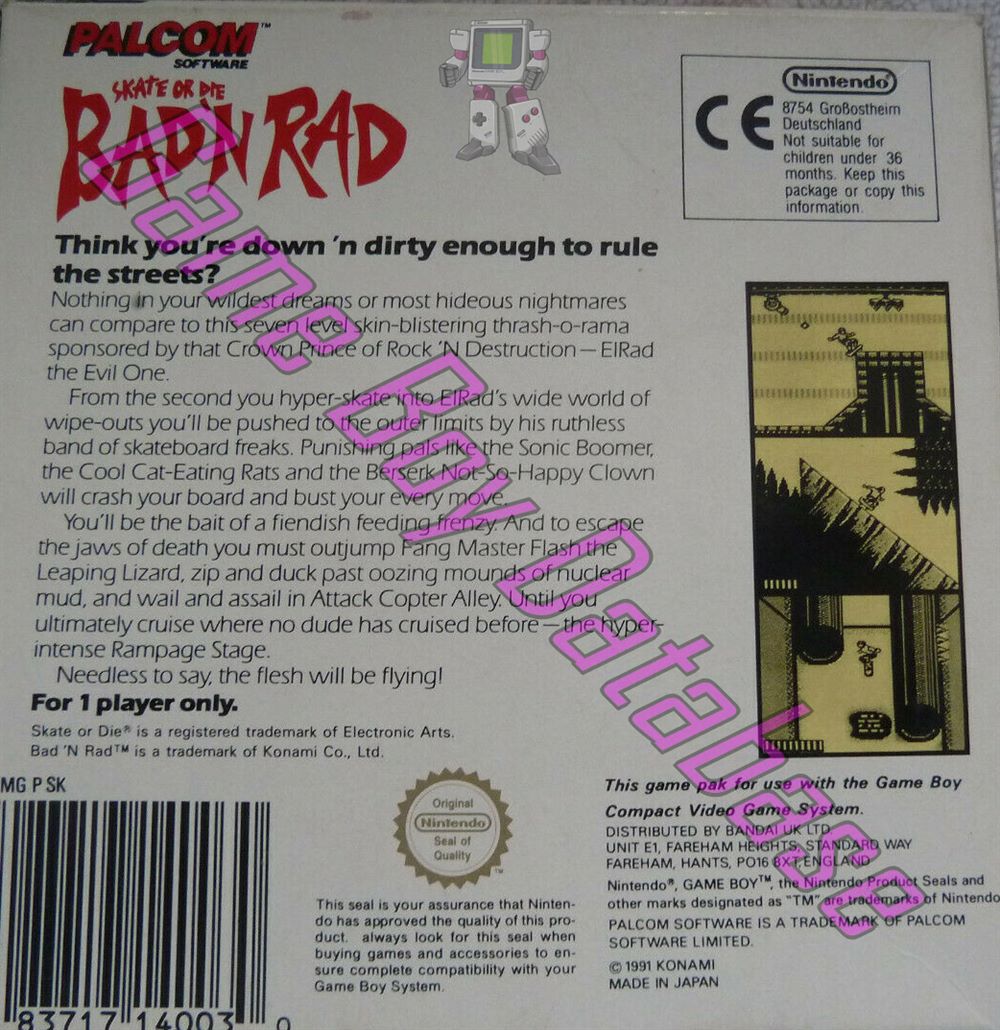 PALCOM™
SOFTWARE
SKATE OR DIE
BAD'N RAD
Nintendo®
8754 Großostheim
Deutschland
Not suitable for
children under 36
months. Keep this
package or copy this
information.
CE
Think you're down 'n dirty enough to rule
the streets?
Nothing in your wildest dreams or most hideous nightmares
can compare to this seven level skin-blistering thrash-o-rama
sponsored by that Crown Prince of Rock 'N Destruction — ElRad
the Evil One.
From the second you hyper-skate into ElRad's wide world of
wipe-outs you'll be pushed to the outer limits by his ruthless
band of skateboard freaks. Punishing pals like the Sonic Boomer,
the Cool Cat-Eating Rats and the Berserk Not-So-Happy Clown
will crash your board and bust your every move.
You'll be the bait of a fiendish feeding frenzy. And to escape
the jaws of death you must outjump Fang Master Flash the
Leaping Lizard, zip and duck past oozing mounds of nuclear
mud, and wail and assail in Attack Copter Alley. Until you
ultimately cruise where no dude has cruised before — the hyper-
intense Rampage Stage.
Needless to say, the flesh will be flying!
For 1 player only.
Skate or Die® is a registered trademark of Electronic Arts.
Bad 'N Rad™ is a trademark of Konami Co., Ltd.
MG P SK
83717 14003 0
Original
Nintendo
Seal of
Quality
™
This seal is your assurance that Ninten-
do has approved the quality of this pro-
duct. always look for this seal when
buying games and accessories to en-
sure complete compatibility with your
Game Boy System.
This game pak for use with the Game Boy
Compact Video Game System.
DISTRIBUTED BY BANDAI UK LTD.
UNIT E1, FAREHAM HEIGHTS, STANDARD WAY
FAREHAM, HANTS, PO16 8XT, ENGLAND
Nintendo®, GAME BOY™, the Nintendo Product Seals and
other marks designated as "TM" are trademarks of Nintendo
PALCOM SOFTWARE IS A TRADEMARK OF PALCOM
SOFTWARE LIMITED.
© 1991 KONAMI
MADE IN JAPAN
Game Boy Database